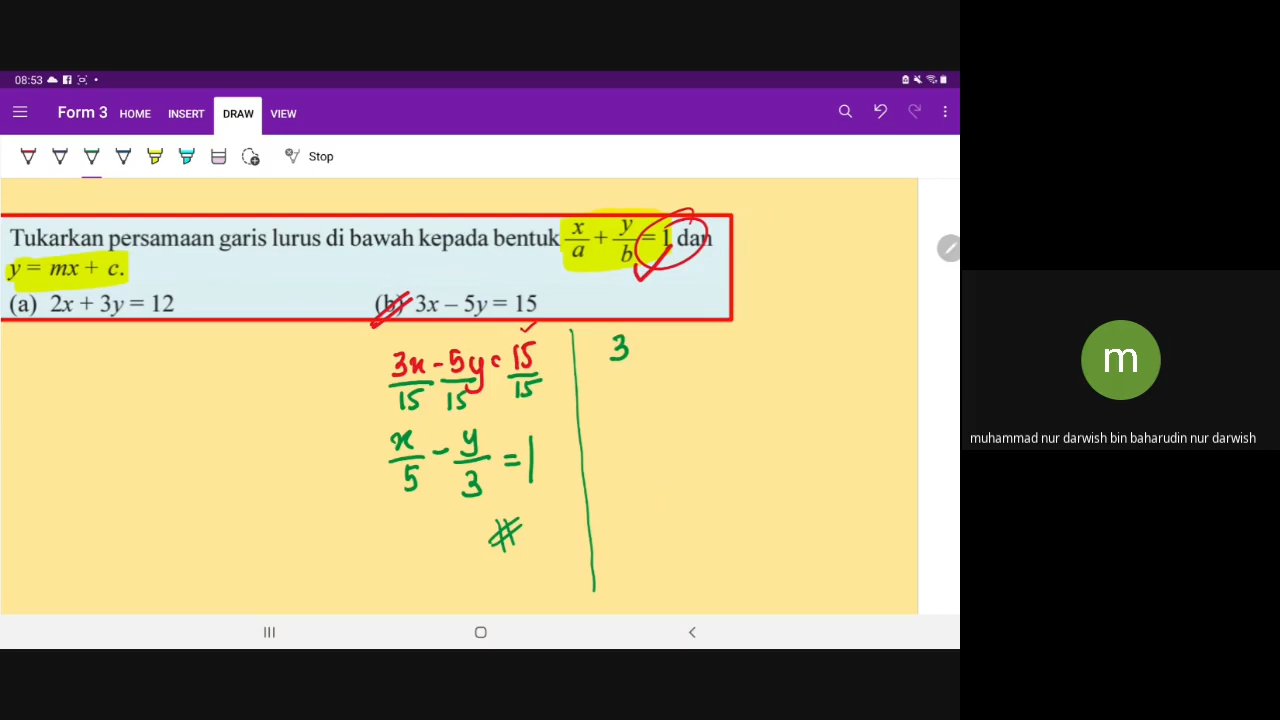 08:53
Form 3 HOME INSERT DRAW VIEW
Stop
Tukarkan persamaan garis lurus di bawah kepada bentuk x/a + y/b = 1 dan
y = mx + c.
(a) 2x + 3y = 12 (b) 3x – 5y = 15
3x/15 - 5y/15 = 15/15
3
x/5 - y/3 = 1
#
m
muhammad nur darwish bin baharudin nur darwish